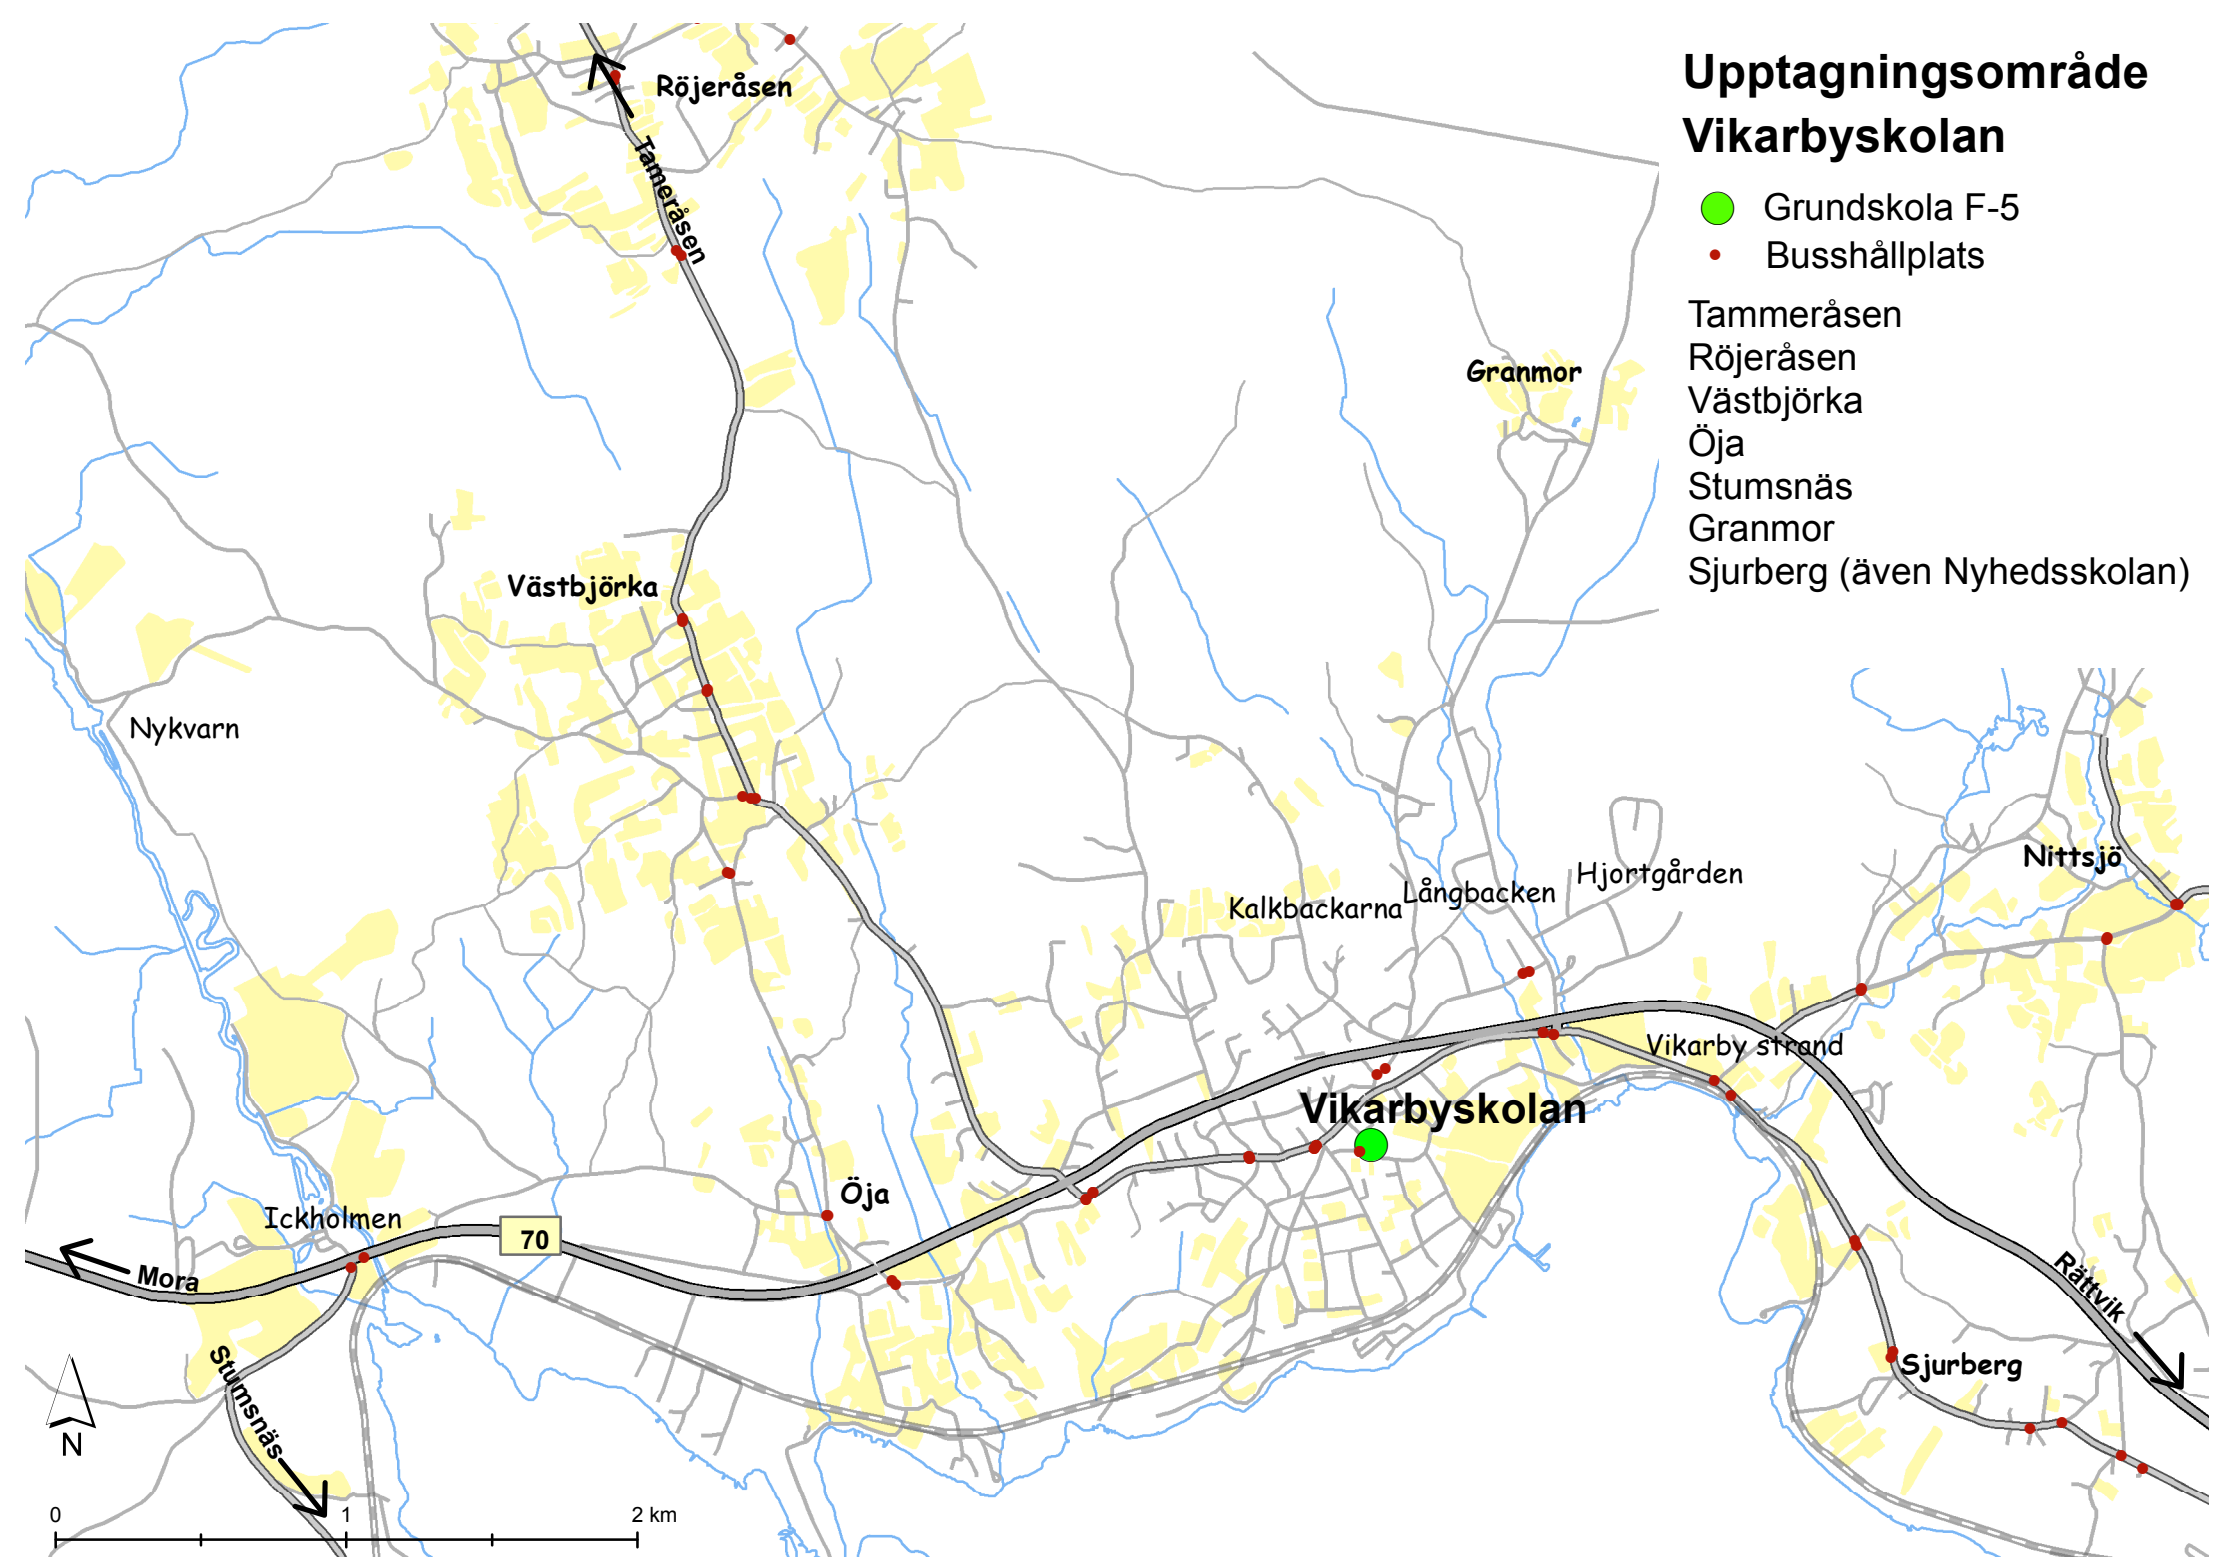 Upptagningsområde
Vikarbyskolan
Grundskola F-5
Busshållplats
Tammeråsen
Röjeråsen
Västbjörka
Öja
Stumsnäs
Granmor
Sjurberg (även Nyhedsskolan)
Röjeråsen
Tameråsen
Granmor
Västbjörka
Nykvarn
Nittsjö
Hjortgården
Långbacken
Kalkbackarna
Vikarby strand
Vikarbyskolan
Öja
Ickholmen
70
Mora
Rättvik
Stumsnäs
Sjurberg
N
0 1 2 km